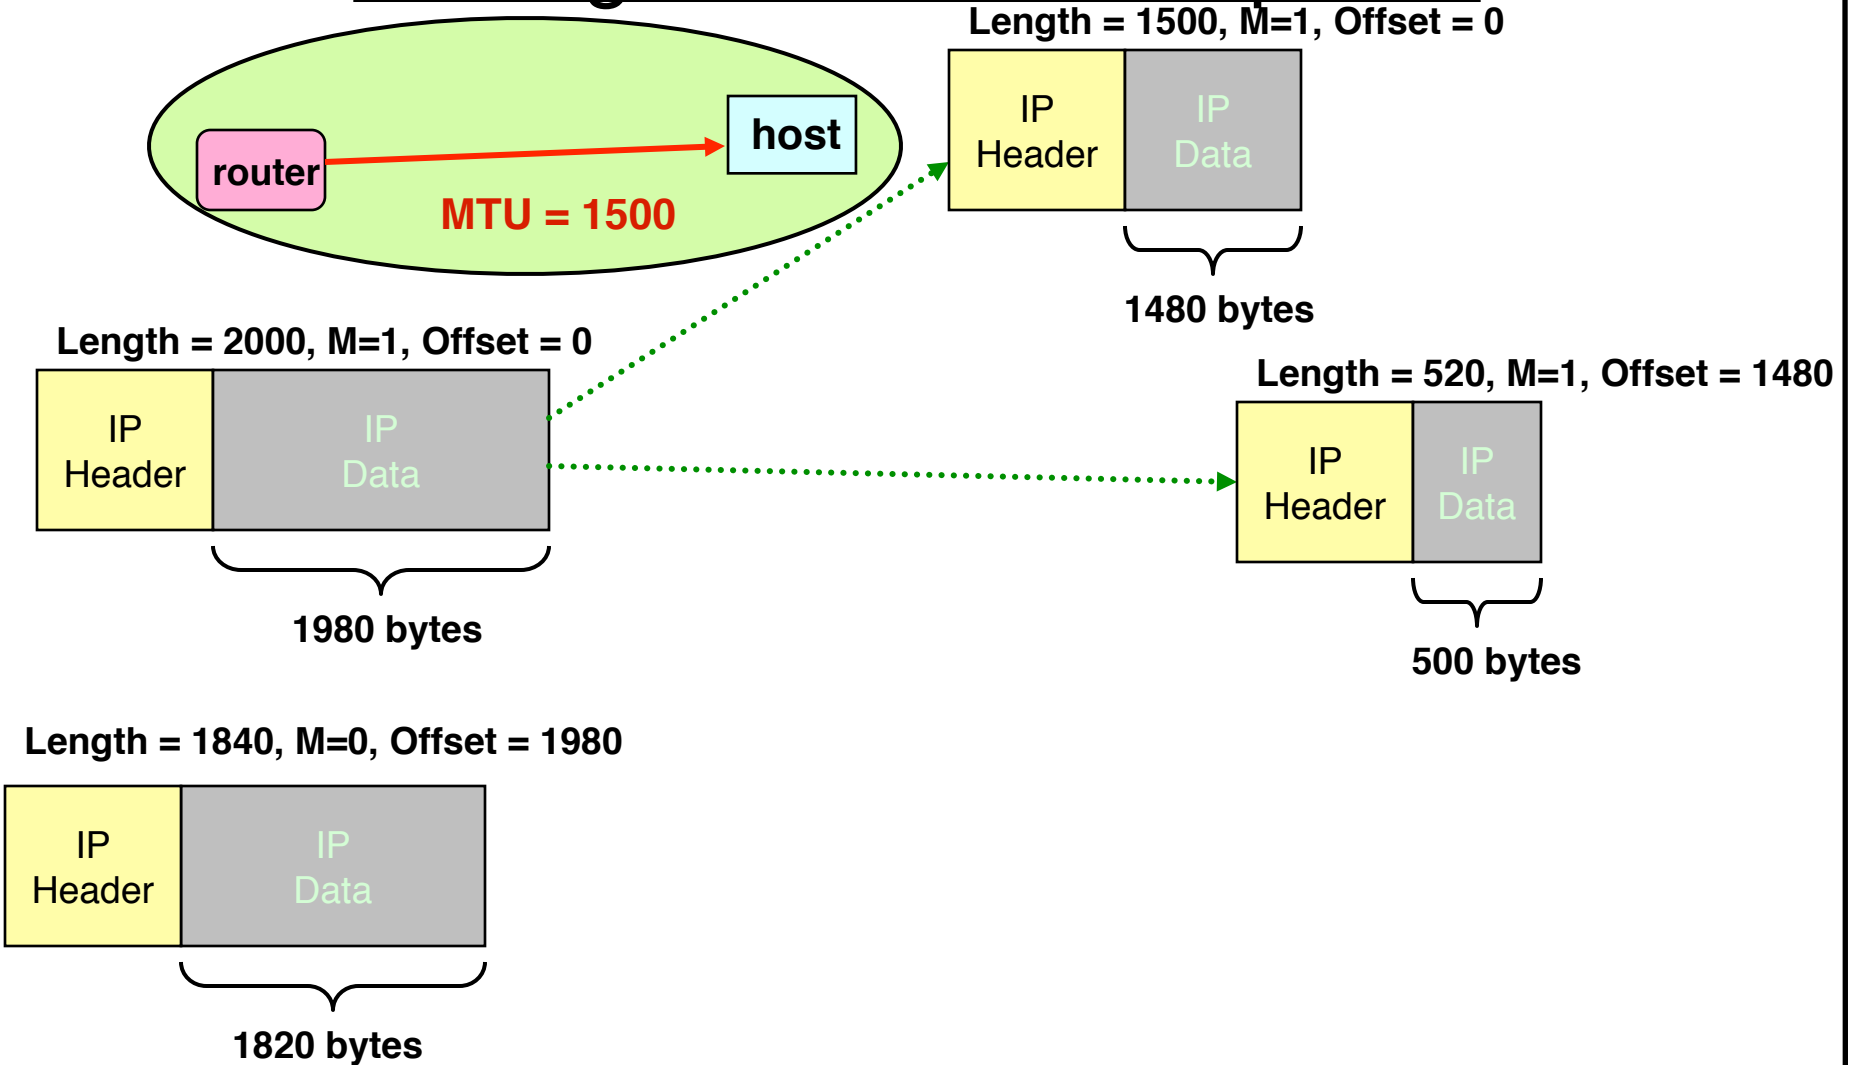 Length = 1500, M=1, Offset = 0
IP
Header
IP
Data
host
router
MTU = 1500
1480 bytes
Length = 2000, M=1, Offset = 0
IP
Header
IP
Data
1980 bytes
Length = 520, M=1, Offset = 1480
IP
Header
IP
Data
500 bytes
Length = 1840, M=0, Offset = 1980
IP
Header
IP
Data
1820 bytes